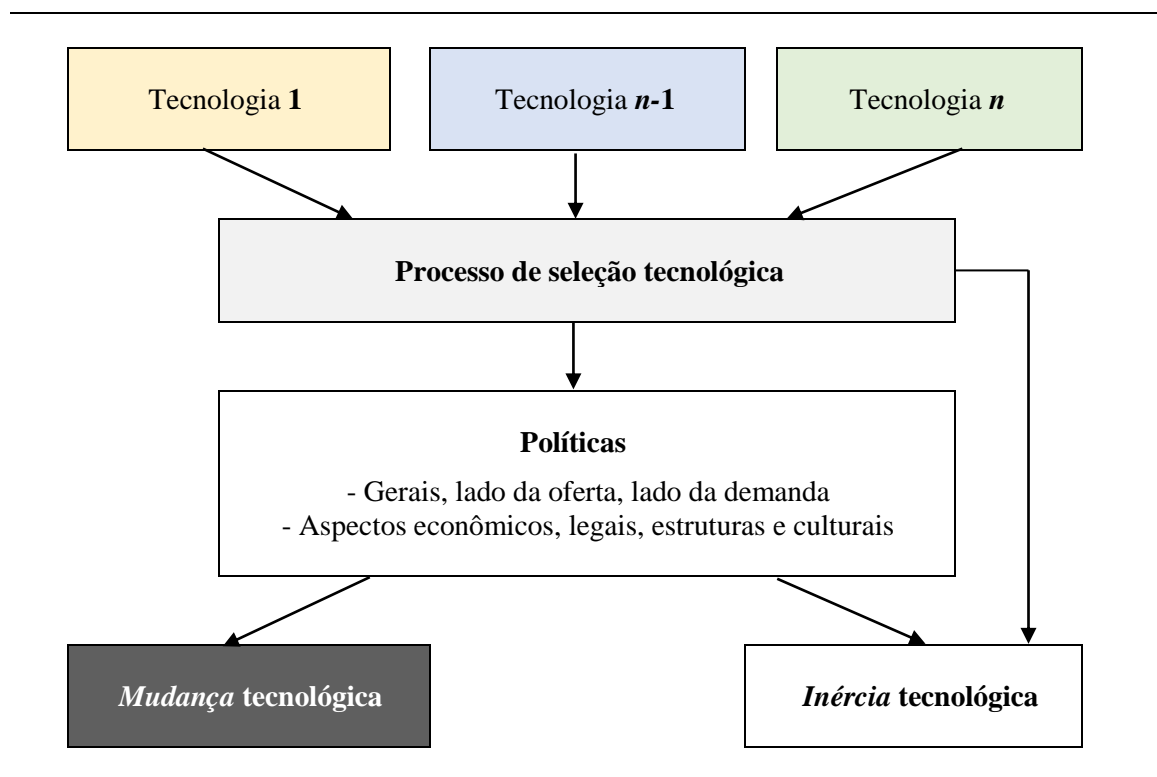 Tecnologia 1
Tecnologia n-1
Tecnologia n
Processo de seleção tecnológica
Políticas
- Gerais, lado da oferta, lado da demanda
- Aspectos econômicos, legais, estruturas e culturais
Mudança tecnológica
Inércia tecnológica